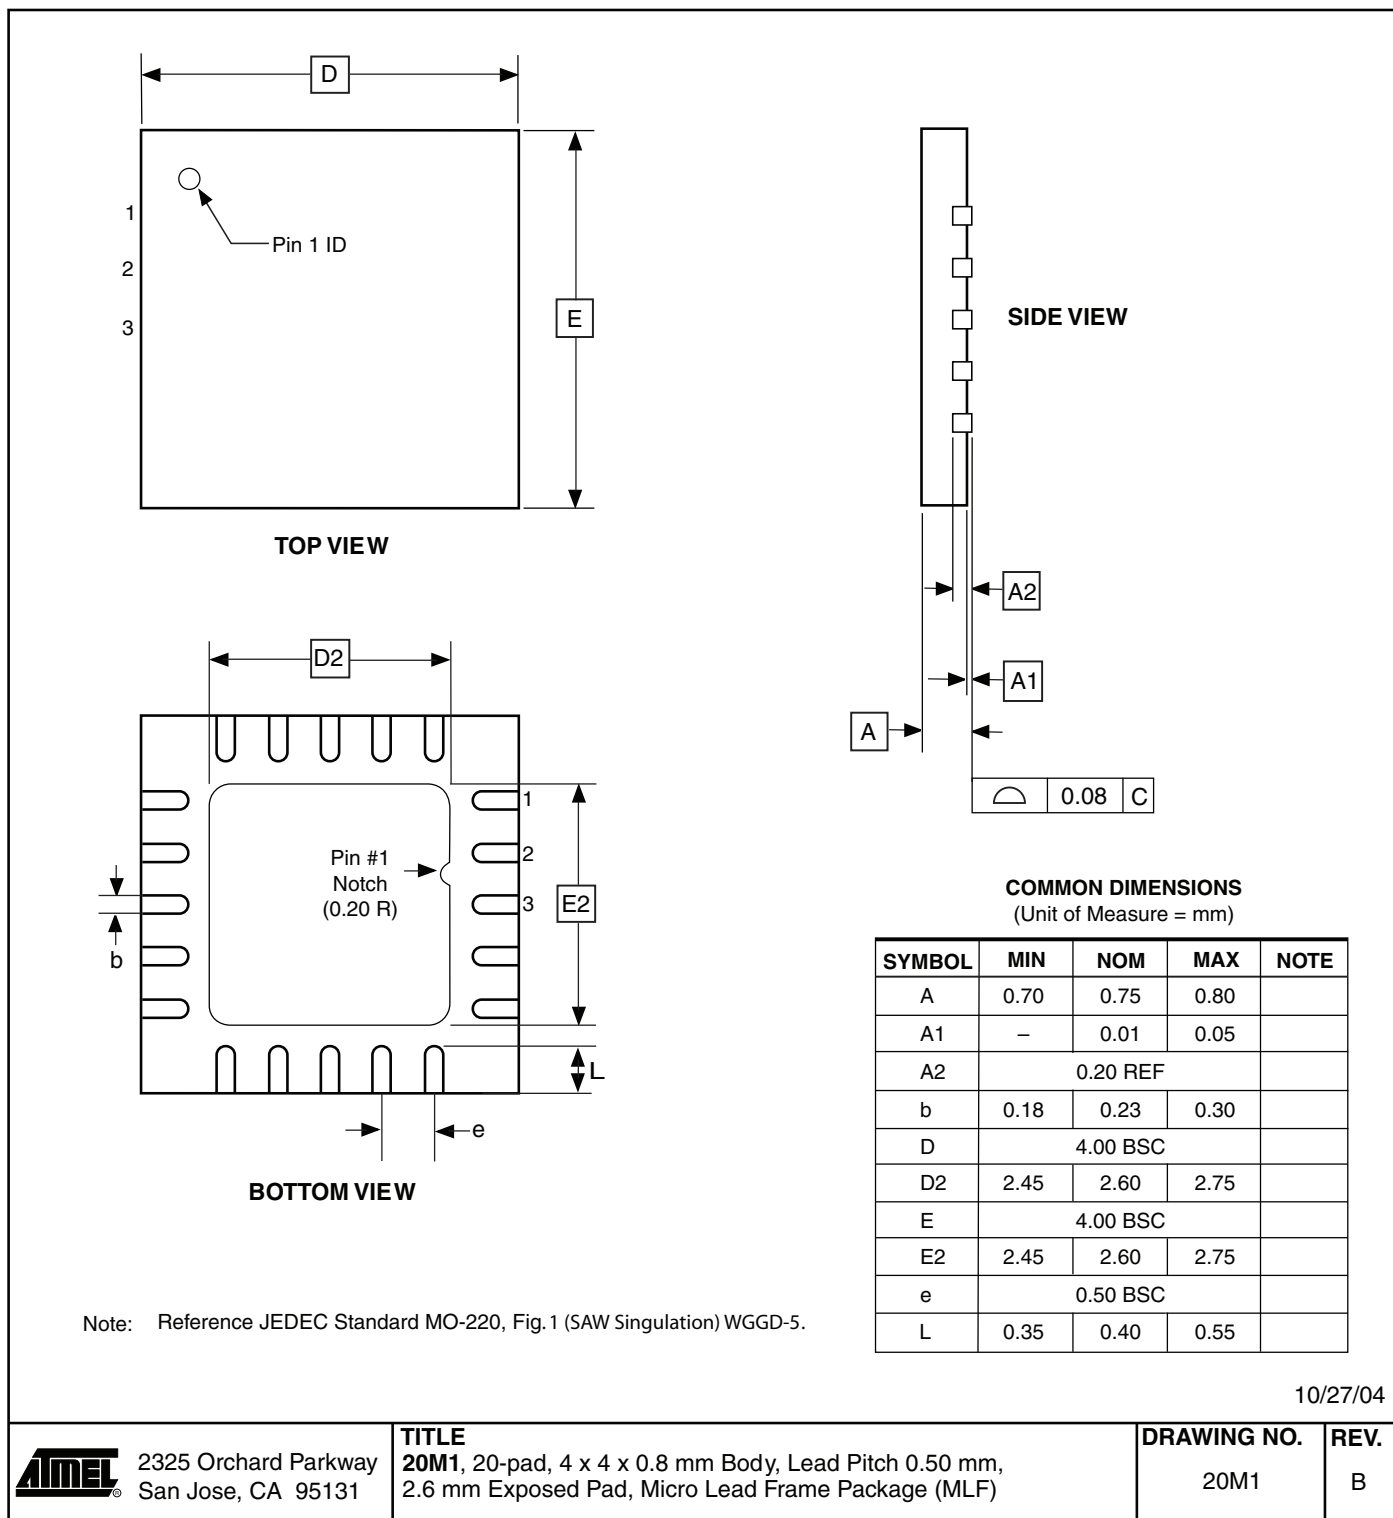 D
1
2
3
Pin 1 ID
E
TOP VIEW
SIDE VIEW
A2
A1
A
0.08 C
D2
1
2
3
Pin #1
Notch
(0.20 R)
E2
b
L
e
BOTTOM VIEW
COMMON DIMENSIONS
(Unit of Measure = mm)
SYMBOL MIN NOM MAX NOTE
A 0.70 0.75 0.80
A1 – 0.01 0.05
A2 0.20 REF
b 0.18 0.23 0.30
D 4.00 BSC
D2 2.45 2.60 2.75
E 4.00 BSC
E2 2.45 2.60 2.75
e 0.50 BSC
L 0.35 0.40 0.55
Note: Reference JEDEC Standard MO-220, Fig. 1 (SAW Singulation) WGGD-5.
10/27/04
ATMEL ®
2325 Orchard Parkway
San Jose, CA 95131
TITLE
20M1, 20-pad, 4 x 4 x 0.8 mm Body, Lead Pitch 0.50 mm,
2.6 mm Exposed Pad, Micro Lead Frame Package (MLF)
DRAWING NO.
20M1
REV.
B